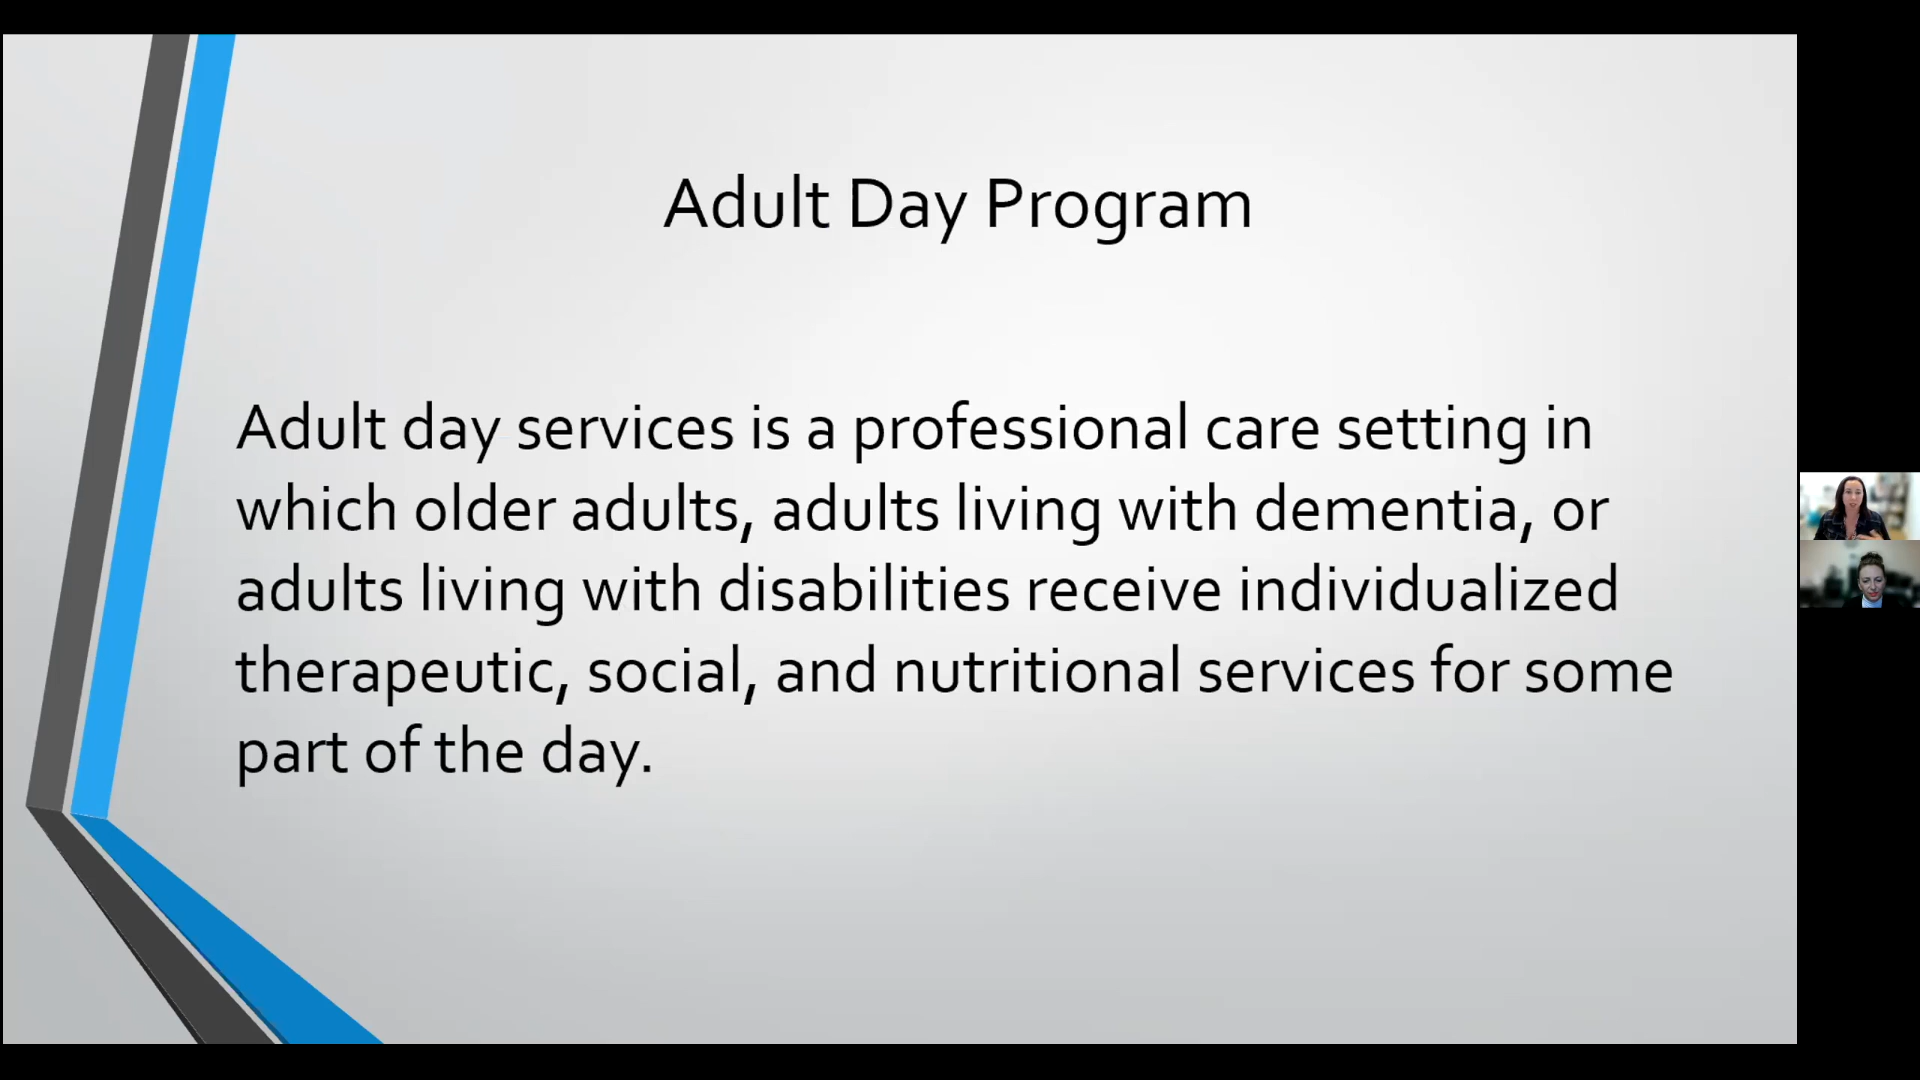 Adult Day Program
Adult day services is a professional care setting in
which older adults, adults living with dementia, or
adults living with disabilities receive individualized
therapeutic, social, and nutritional services for some
part of the day.